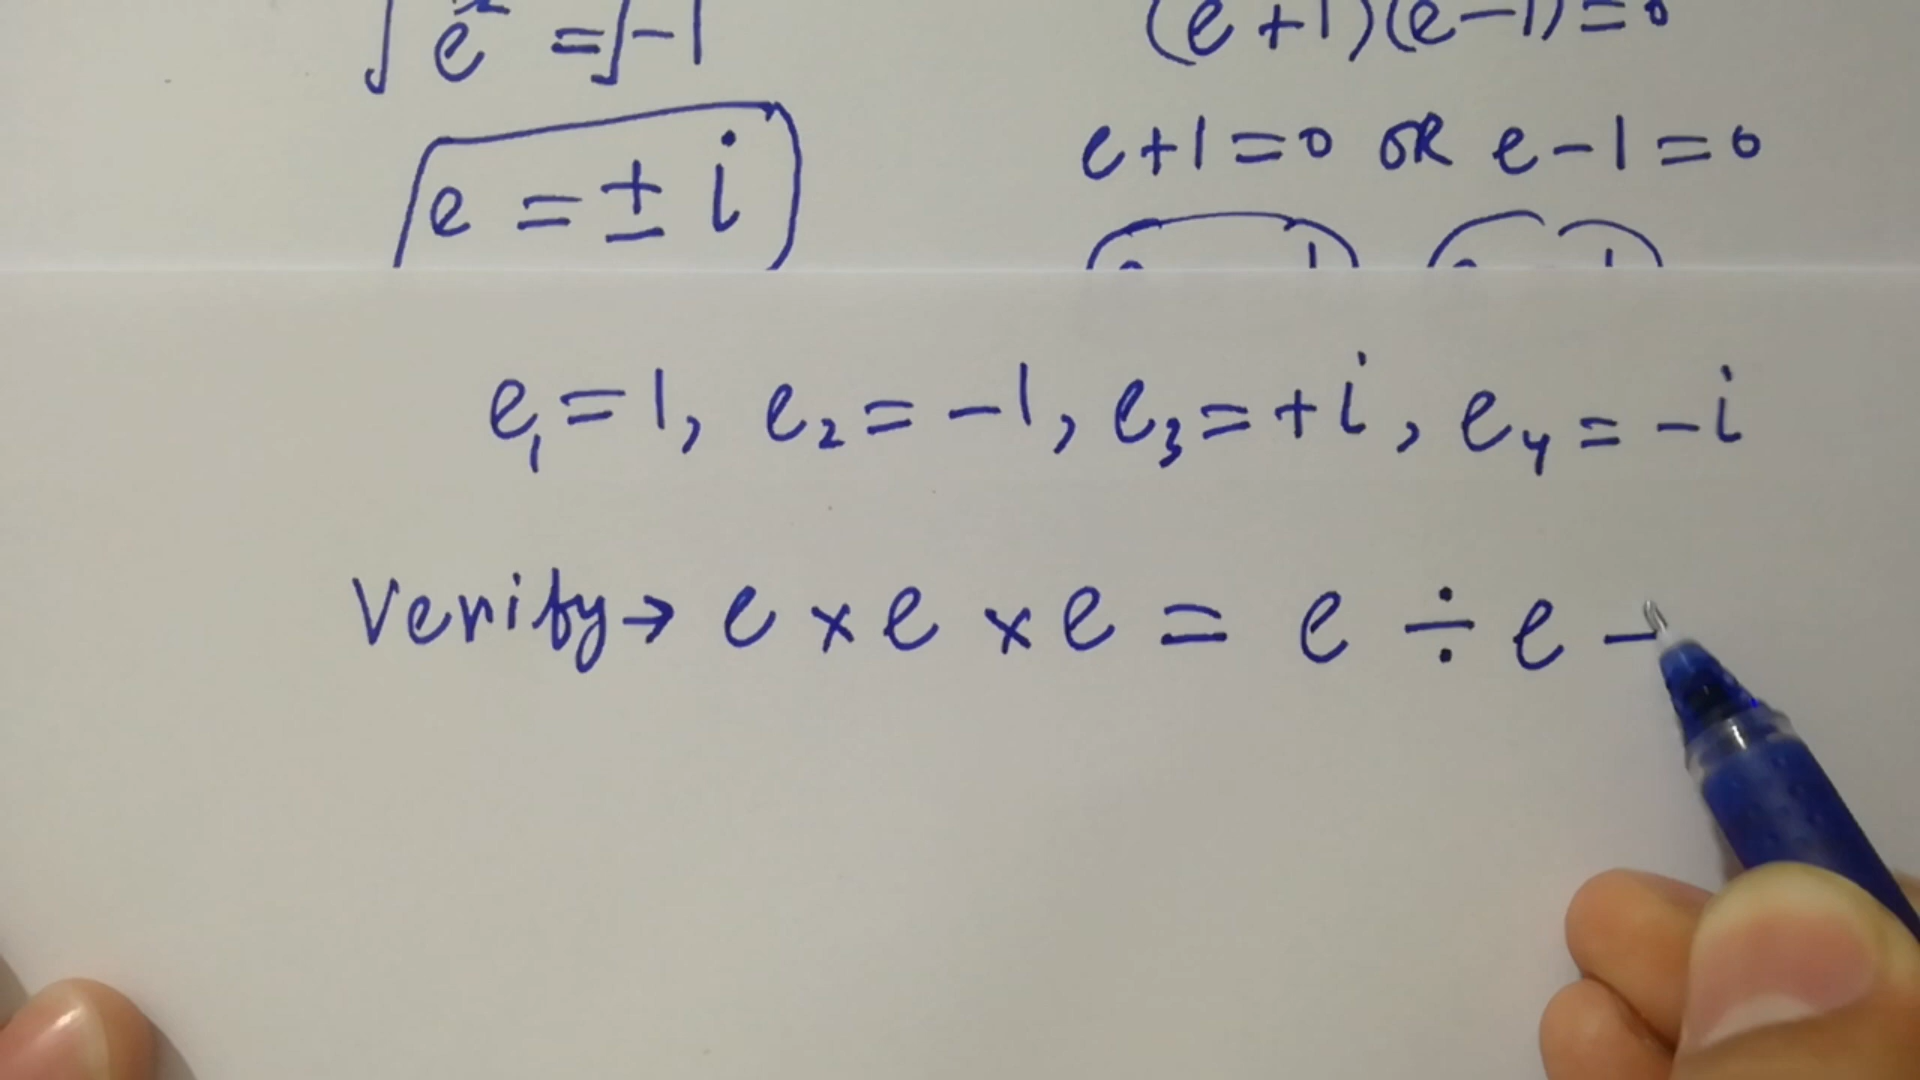 √e² = √-1
(e+1)(e-1)=0
e = ± i
e+1=0 OR e-1=0
e₁=1, e₂=-1, e₃=+i, e₄=-i
Verify→ e × e × e = e ÷ e -